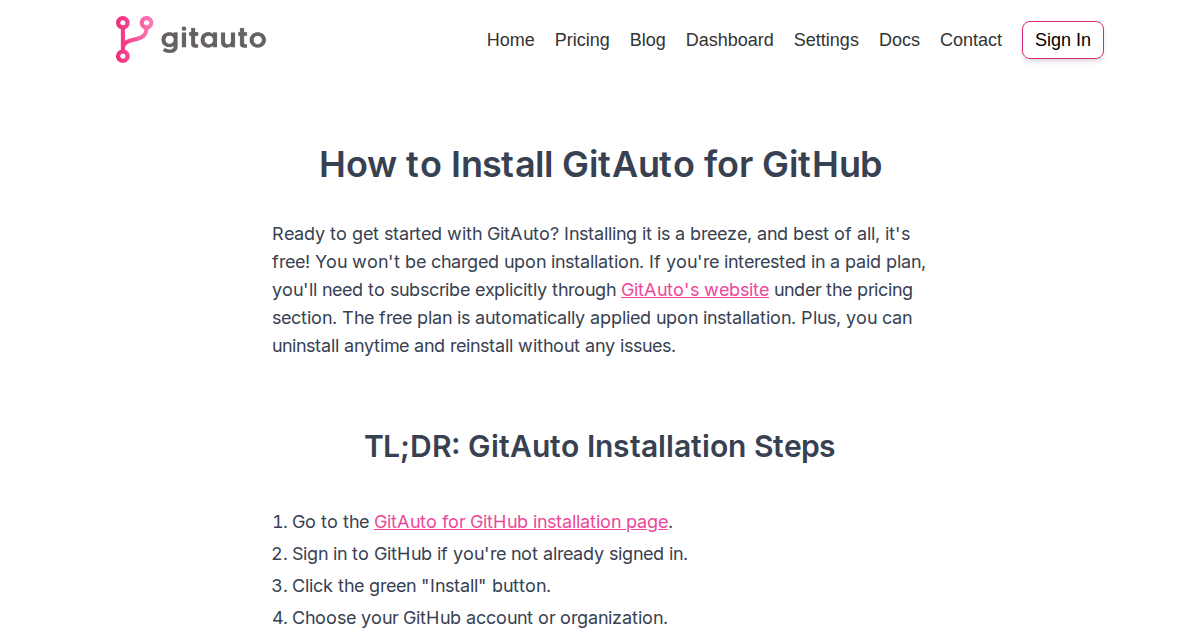 gitauto
Home Pricing Blog Dashboard Settings Docs Contact Sign In
How to Install GitAuto for GitHub
Ready to get started with GitAuto? Installing it is a breeze, and best of all, it's
free! You won't be charged upon installation. If you're interested in a paid plan,
you'll need to subscribe explicitly through GitAuto's website under the pricing
section. The free plan is automatically applied upon installation. Plus, you can
uninstall anytime and reinstall without any issues.
TL;DR: GitAuto Installation Steps
1. Go to the GitAuto for GitHub installation page.
2. Sign in to GitHub if you're not already signed in.
3. Click the green "Install" button.
4. Choose your GitHub account or organization.